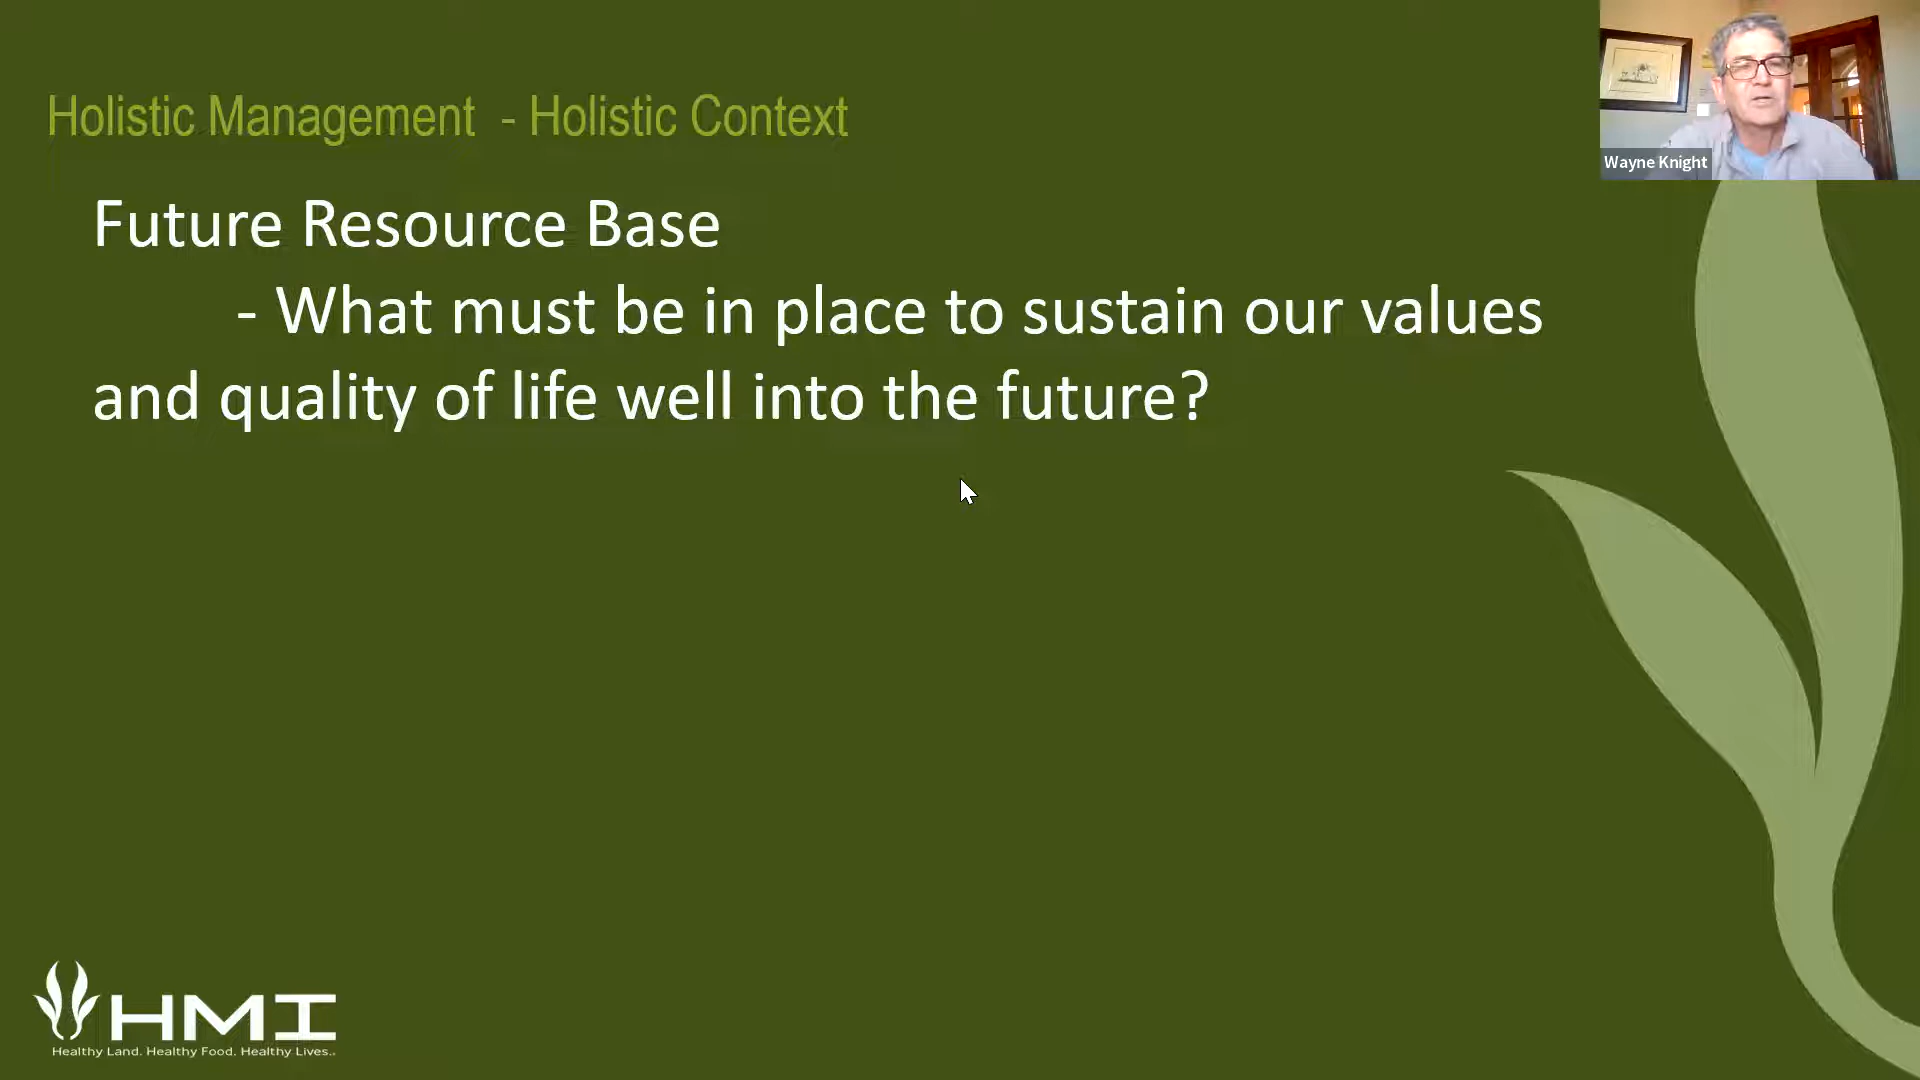 Holistic Management - Holistic Context
Wayne Knight
Future Resource Base
- What must be in place to sustain our values
and quality of life well into the future?
HMI
Healthy Land. Healthy Food. Healthy Lives..